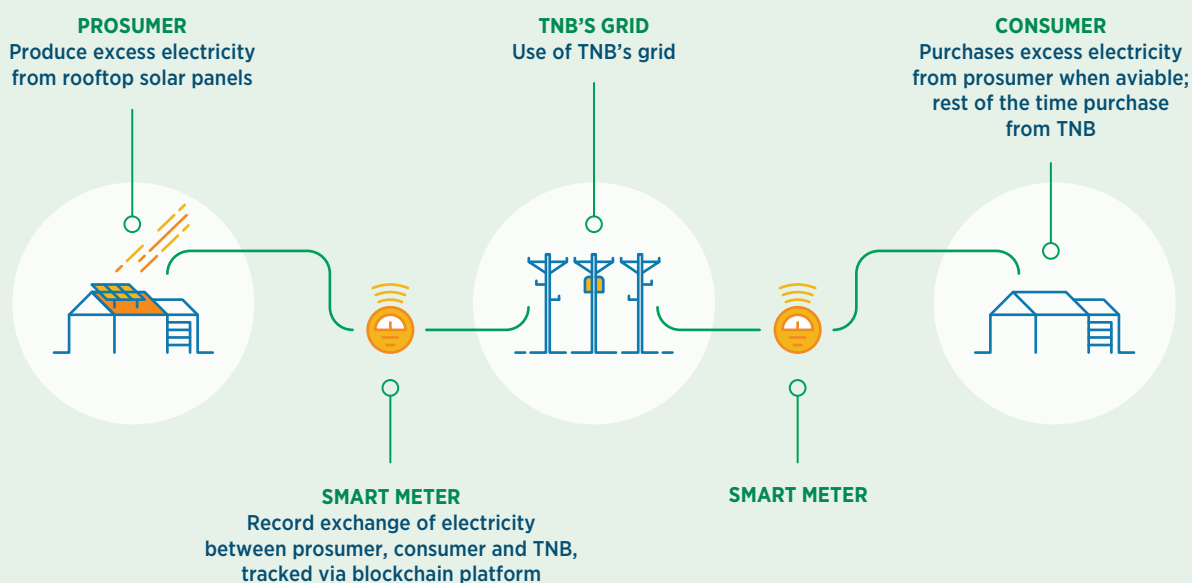 PROSUMER
Produce excess electricity
from rooftop solar panels
TNB’S GRID
Use of TNB’s grid
CONSUMER
Purchases excess electricity
from prosumer when aviable;
rest of the time purchase
from TNB
SMART METER
Record exchange of electricity
between prosumer, consumer and TNB,
tracked via blockchain platform
SMART METER